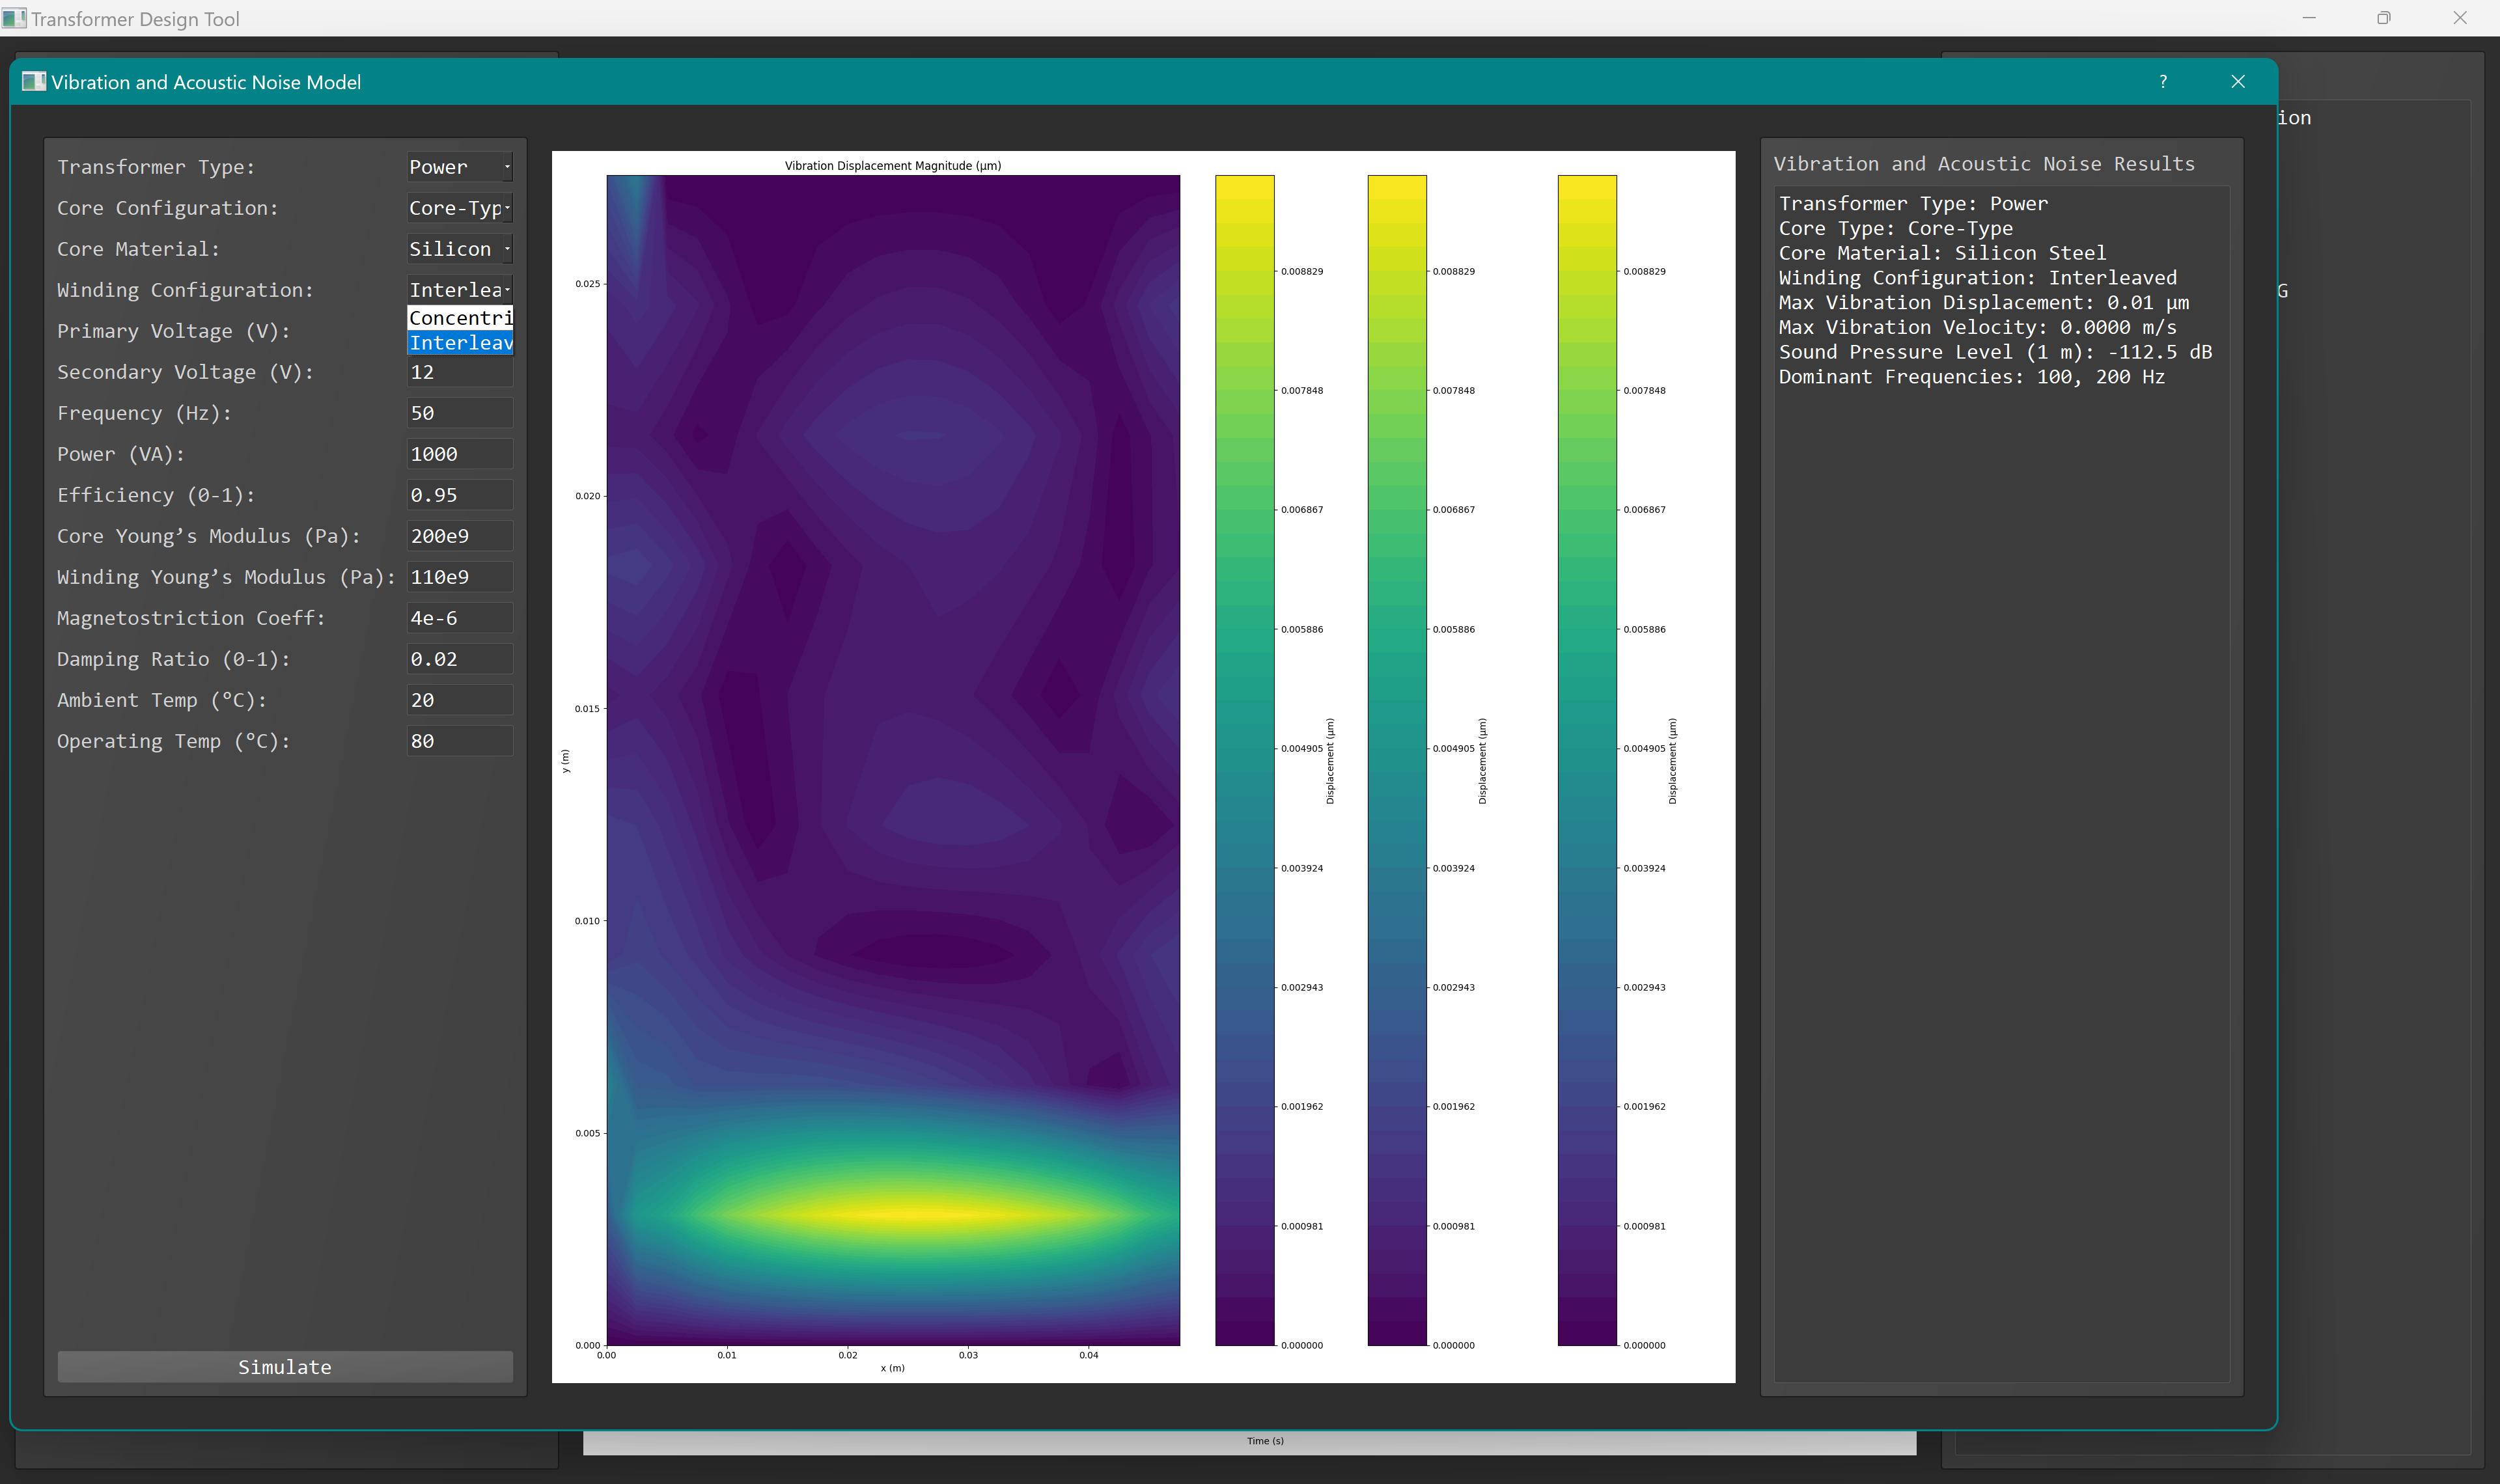 Transformer Design Tool
Vibration and Acoustic Noise Model
?
Transformer Type: Power
Core Configuration: Core-Typ
Core Material: Silicon
Winding Configuration: Interlea
Concentri
Interleav
Primary Voltage (V):
Secondary Voltage (V): 12
Frequency (Hz): 50
Power (VA): 1000
Efficiency (0-1): 0.95
Core Young’s Modulus (Pa): 200e9
Winding Young’s Modulus (Pa): 110e9
Magnetostriction Coeff: 4e-6
Damping Ratio (0-1): 0.02
Ambient Temp (°C): 20
Operating Temp (°C): 80
Simulate
Vibration Displacement Magnitude (μm)
0.025
0.020
0.015
0.010
0.005
0.000
y (m)
0.00 0.01 0.02 0.03 0.04
x (m)
0.008829
0.007848
0.006867
0.005886
0.004905
0.003924
0.002943
0.001962
0.000981
0.000000
Displacement (μm)
0.008829
0.007848
0.006867
0.005886
0.004905
0.003924
0.002943
0.001962
0.000981
0.000000
Displacement (μm)
0.008829
0.007848
0.006867
0.005886
0.004905
0.003924
0.002943
0.001962
0.000981
0.000000
Displacement (μm)
Vibration and Acoustic Noise Results
Transformer Type: Power
Core Type: Core-Type
Core Material: Silicon Steel
Winding Configuration: Interleaved
Max Vibration Displacement: 0.01 μm
Max Vibration Velocity: 0.0000 m/s
Sound Pressure Level (1 m): -112.5 dB
Dominant Frequencies: 100, 200 Hz
ion
G
Time (s)